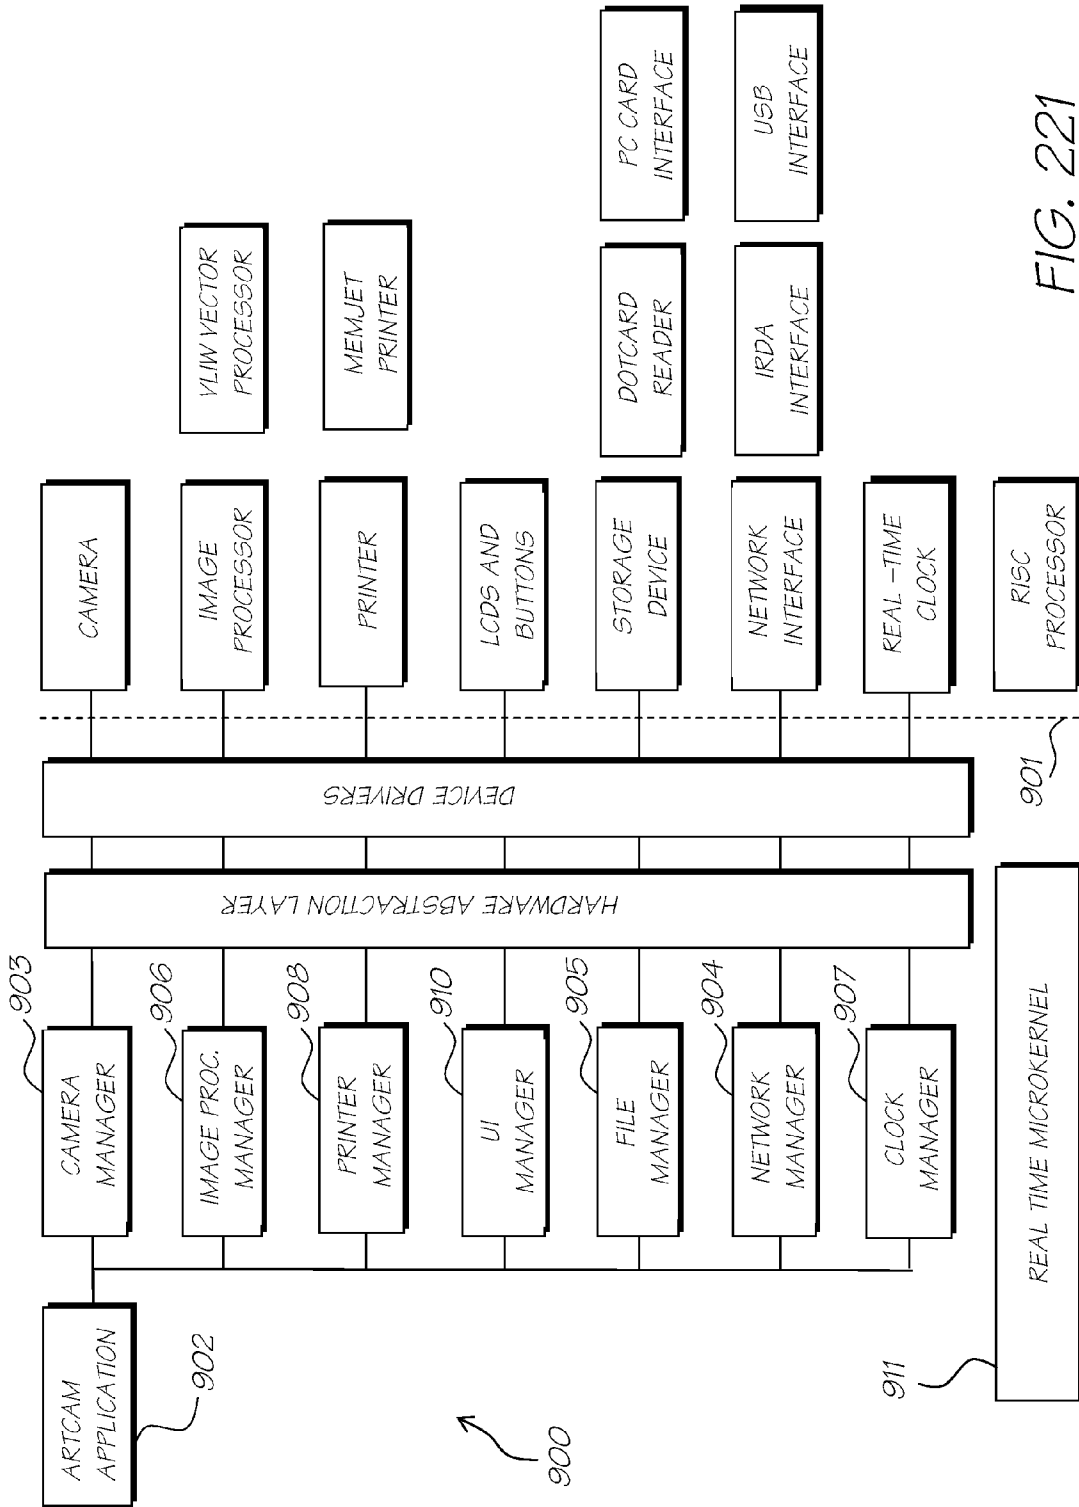 ARTCAM
APPLICATION
902
CAMERA
MANAGER
903
IMAGE PROC.
MANAGER
906
PRINTER
MANAGER
908
UI
MANAGER
910
FILE
MANAGER
905
NETWORK
MANAGER
904
CLOCK
MANAGER
907
HARDWARE ABSTRACTION LAYER
DEVICE DRIVERS
CAMERA
IMAGE
PROCESSOR
VLIW VECTOR
PROCESSOR
PRINTER
MEMJET
PRINTER
LCDS AND
BUTTONS
STORAGE
DEVICE
DOTCARD
READER
PC CARD
INTERFACE
NETWORK
INTERFACE
IRDA
INTERFACE
USB
INTERFACE
REAL-TIME
CLOCK
RISC
PROCESSOR
REAL TIME MICROKERNEL
911
900
901
FIG. 221